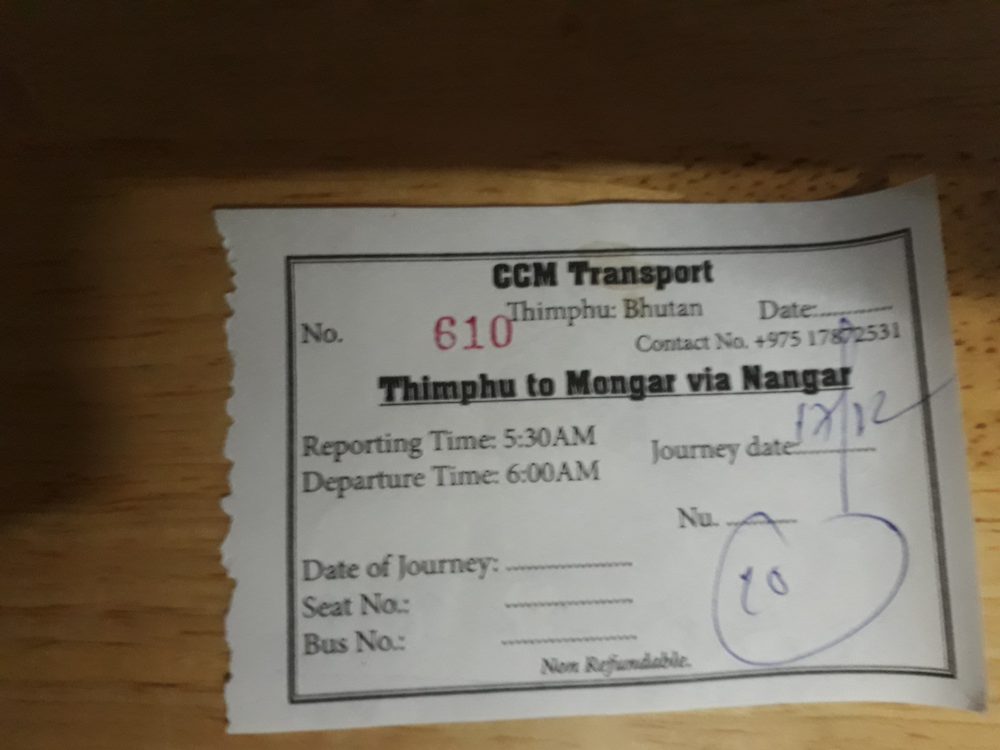 CCM Transport
Thimphu: Bhutan
Date:..............
No. 610
Contact No. +975 17872531
Thimphu to Mongar via Nangar
Reporting Time: 5:30AM
Journey date:.............. 17/12
Departure Time: 6:00AM
Nu. ..............
Date of Journey: ..........................
Seat No.: ..........................
Bus No.: ..........................
Non Refundable.